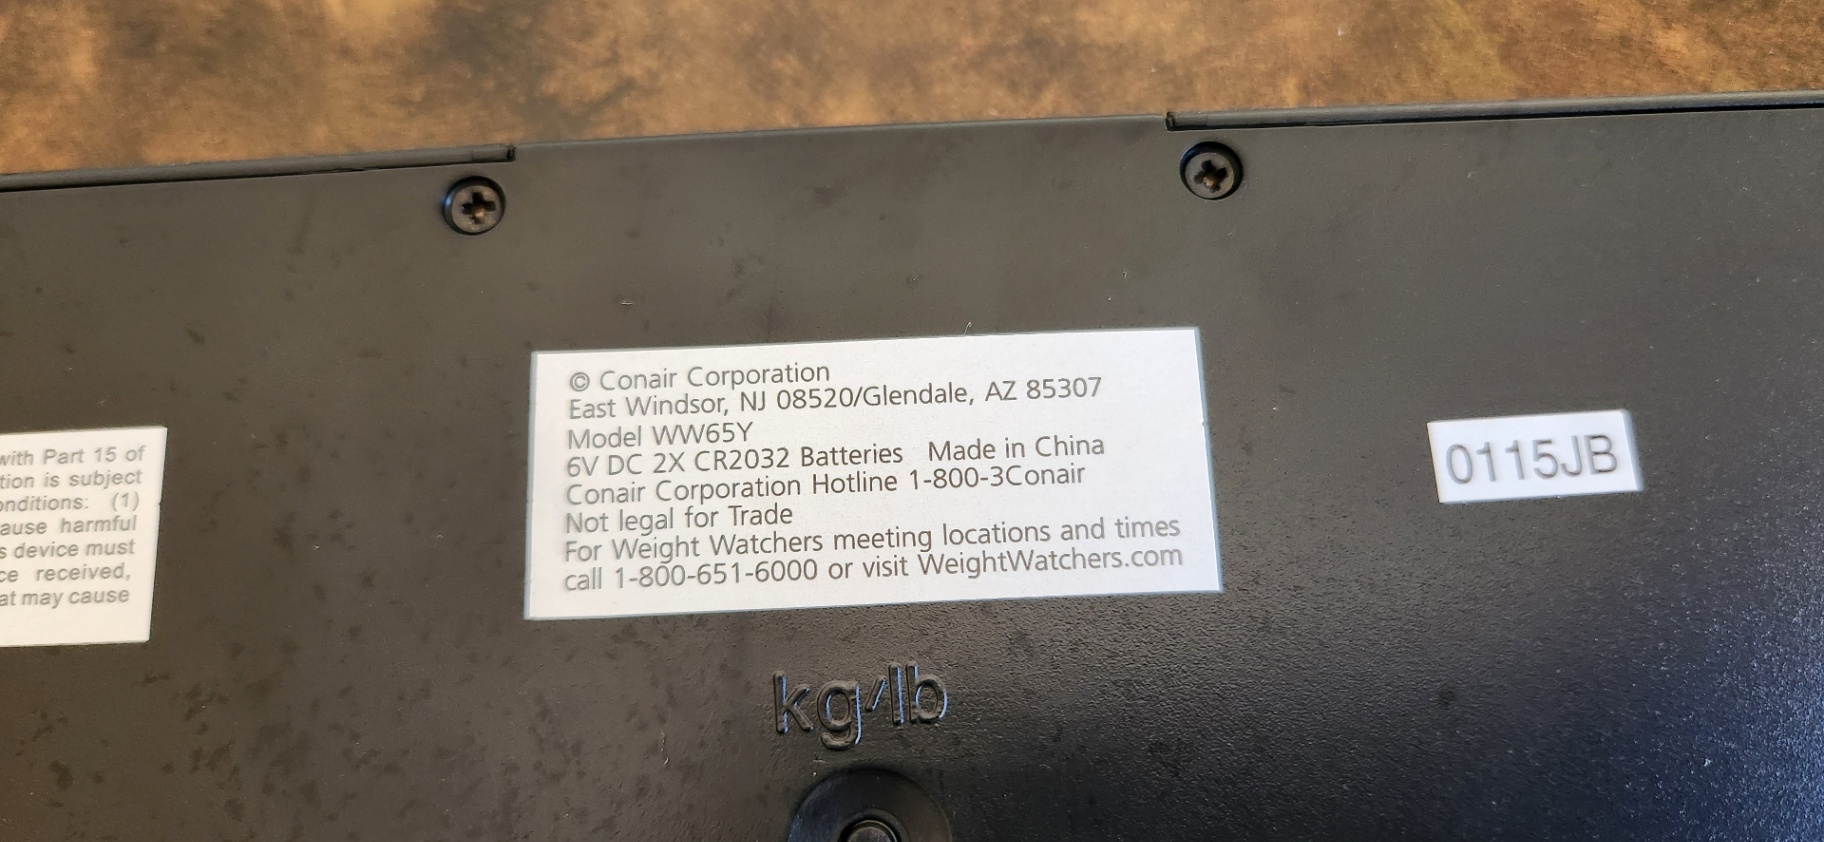 with Part 15 of
tion is subject
onditions: (1)
ause harmful
s device must
ce received,
at may cause
© Conair Corporation
East Windsor, NJ 08520/Glendale, AZ 85307
Model WW65Y
6V DC 2X CR2032 Batteries Made in China
Conair Corporation Hotline 1-800-3Conair
Not legal for Trade
For Weight Watchers meeting locations and times
call 1-800-651-6000 or visit WeightWatchers.com
0115JB
kg/lb